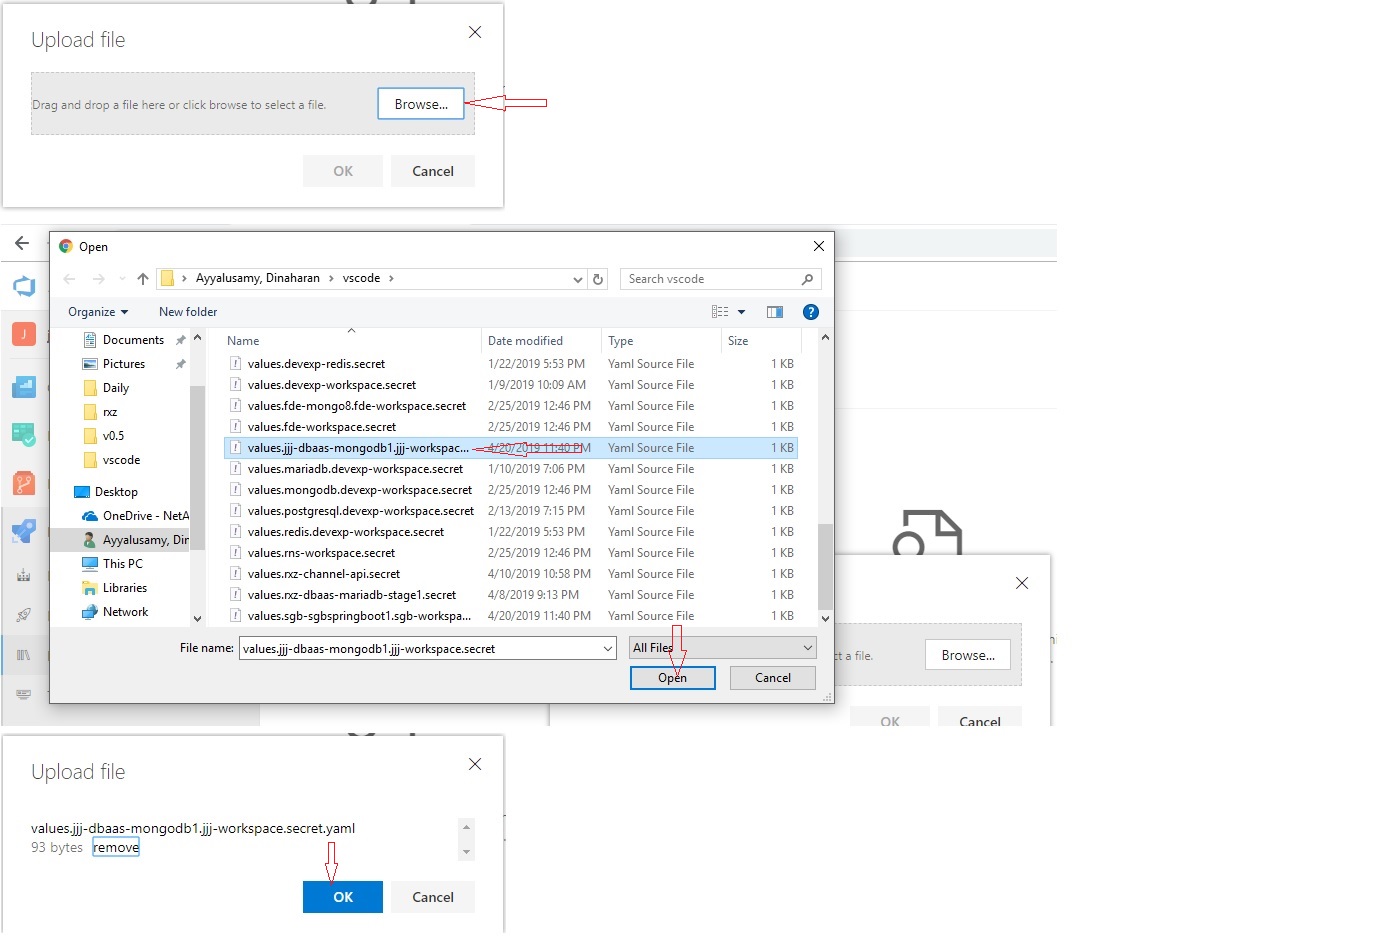 Upload file
Drag and drop a file here or click browse to select a file.
Browse...
OK
Cancel
Open
Ayyalusamy, Dinaharan
vscode
Search vscode
Organize
New folder
Documents
Pictures
Daily
rxz
v0.5
vscode
Desktop
OneDrive - NetA
Ayyalusamy, Dir
This PC
Libraries
Network
Name Date modified Type Size
values.devexp-redis.secret 1/22/2019 5:53 PM Yaml Source File 1 KB
values.devexp-workspace.secret 1/9/2019 10:09 AM Yaml Source File 1 KB
values.fde-mongo8.fde-workspace.secret 2/25/2019 12:46 PM Yaml Source File 1 KB
values.fde-workspace.secret 2/25/2019 12:46 PM Yaml Source File 1 KB
values.jjj-dbaas-mongodb1.jjj-workspac... 4/20/2019 11:40 PM Yaml Source File 1 KB
values.mariadb.devexp-workspace.secret 1/10/2019 7:06 PM Yaml Source File 1 KB
values.mongodb.devexp-workspace.secret 2/25/2019 12:46 PM Yaml Source File 1 KB
values.postgresql.devexp-workspace.secret 2/13/2019 7:15 PM Yaml Source File 1 KB
values.redis.devexp-workspace.secret 1/22/2019 5:53 PM Yaml Source File 1 KB
values.rns-workspace.secret 2/25/2019 12:46 PM Yaml Source File 1 KB
values.rxz-channel-api.secret 4/10/2019 10:58 PM Yaml Source File 1 KB
values.rxz-dbaas-mariadb-stage1.secret 4/8/2019 9:13 PM Yaml Source File 1 KB
values.sgb-sgbspringboot1.sgb-workspa... 4/20/2019 11:40 PM Yaml Source File 1 KB
File name: values.jjj-dbaas-mongodb1.jjj-workspace.secret
All Files
Open
Cancel
J
ct a file.
Browse...
OK
Cancel
Upload file
values.jjj-dbaas-mongodb1.jjj-workspace.secret.yaml
93 bytes remove
OK
Cancel